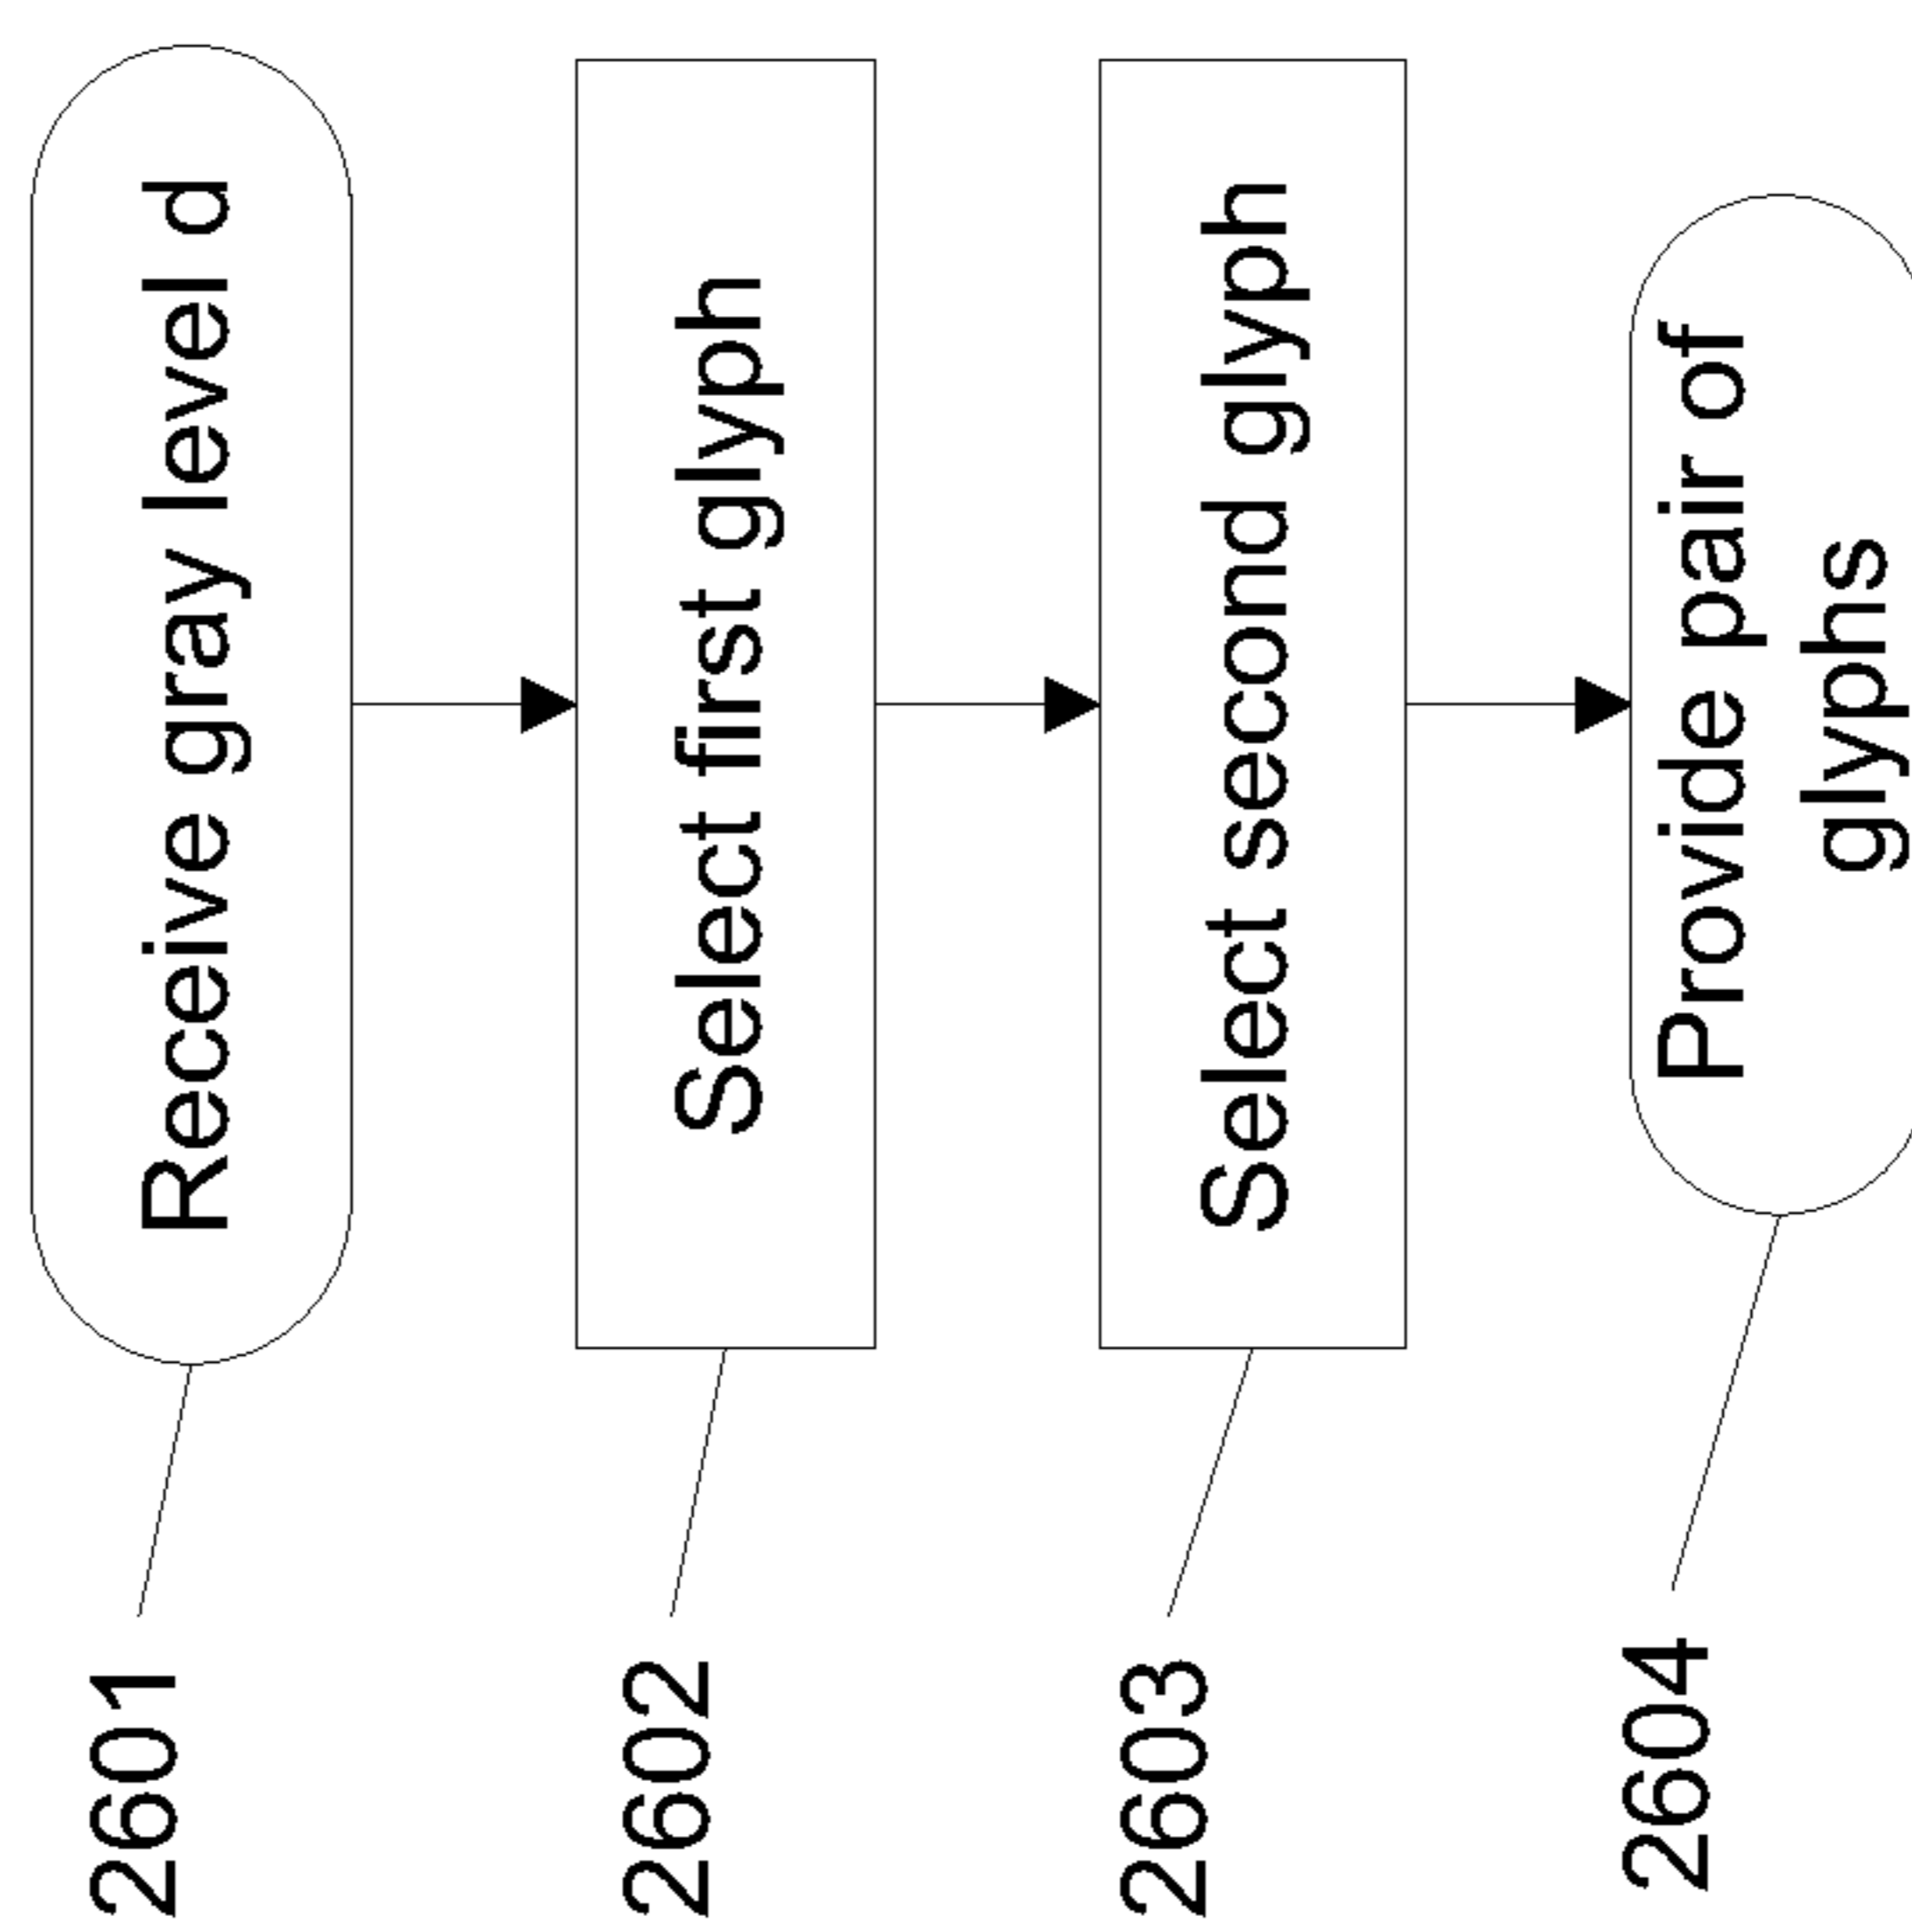 2601
Receive gray level d
2602
Select first glyph
2603
Select second glyph
2604
Provide pair of
glyphs